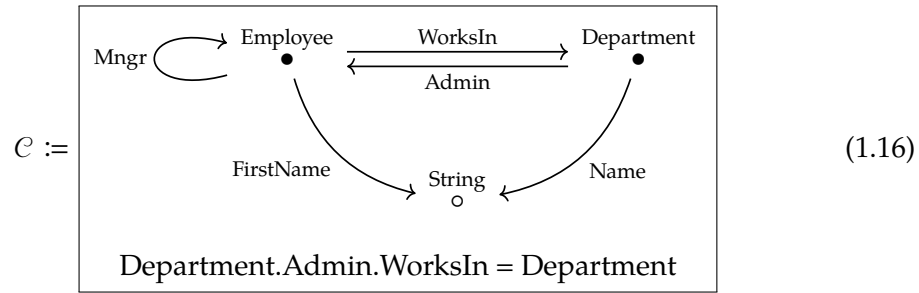 Employee
WorksIn
Department
Mngr
Admin
𝒞 :=
(1.16)
FirstName
String
Name
Department.Admin.WorksIn = Department